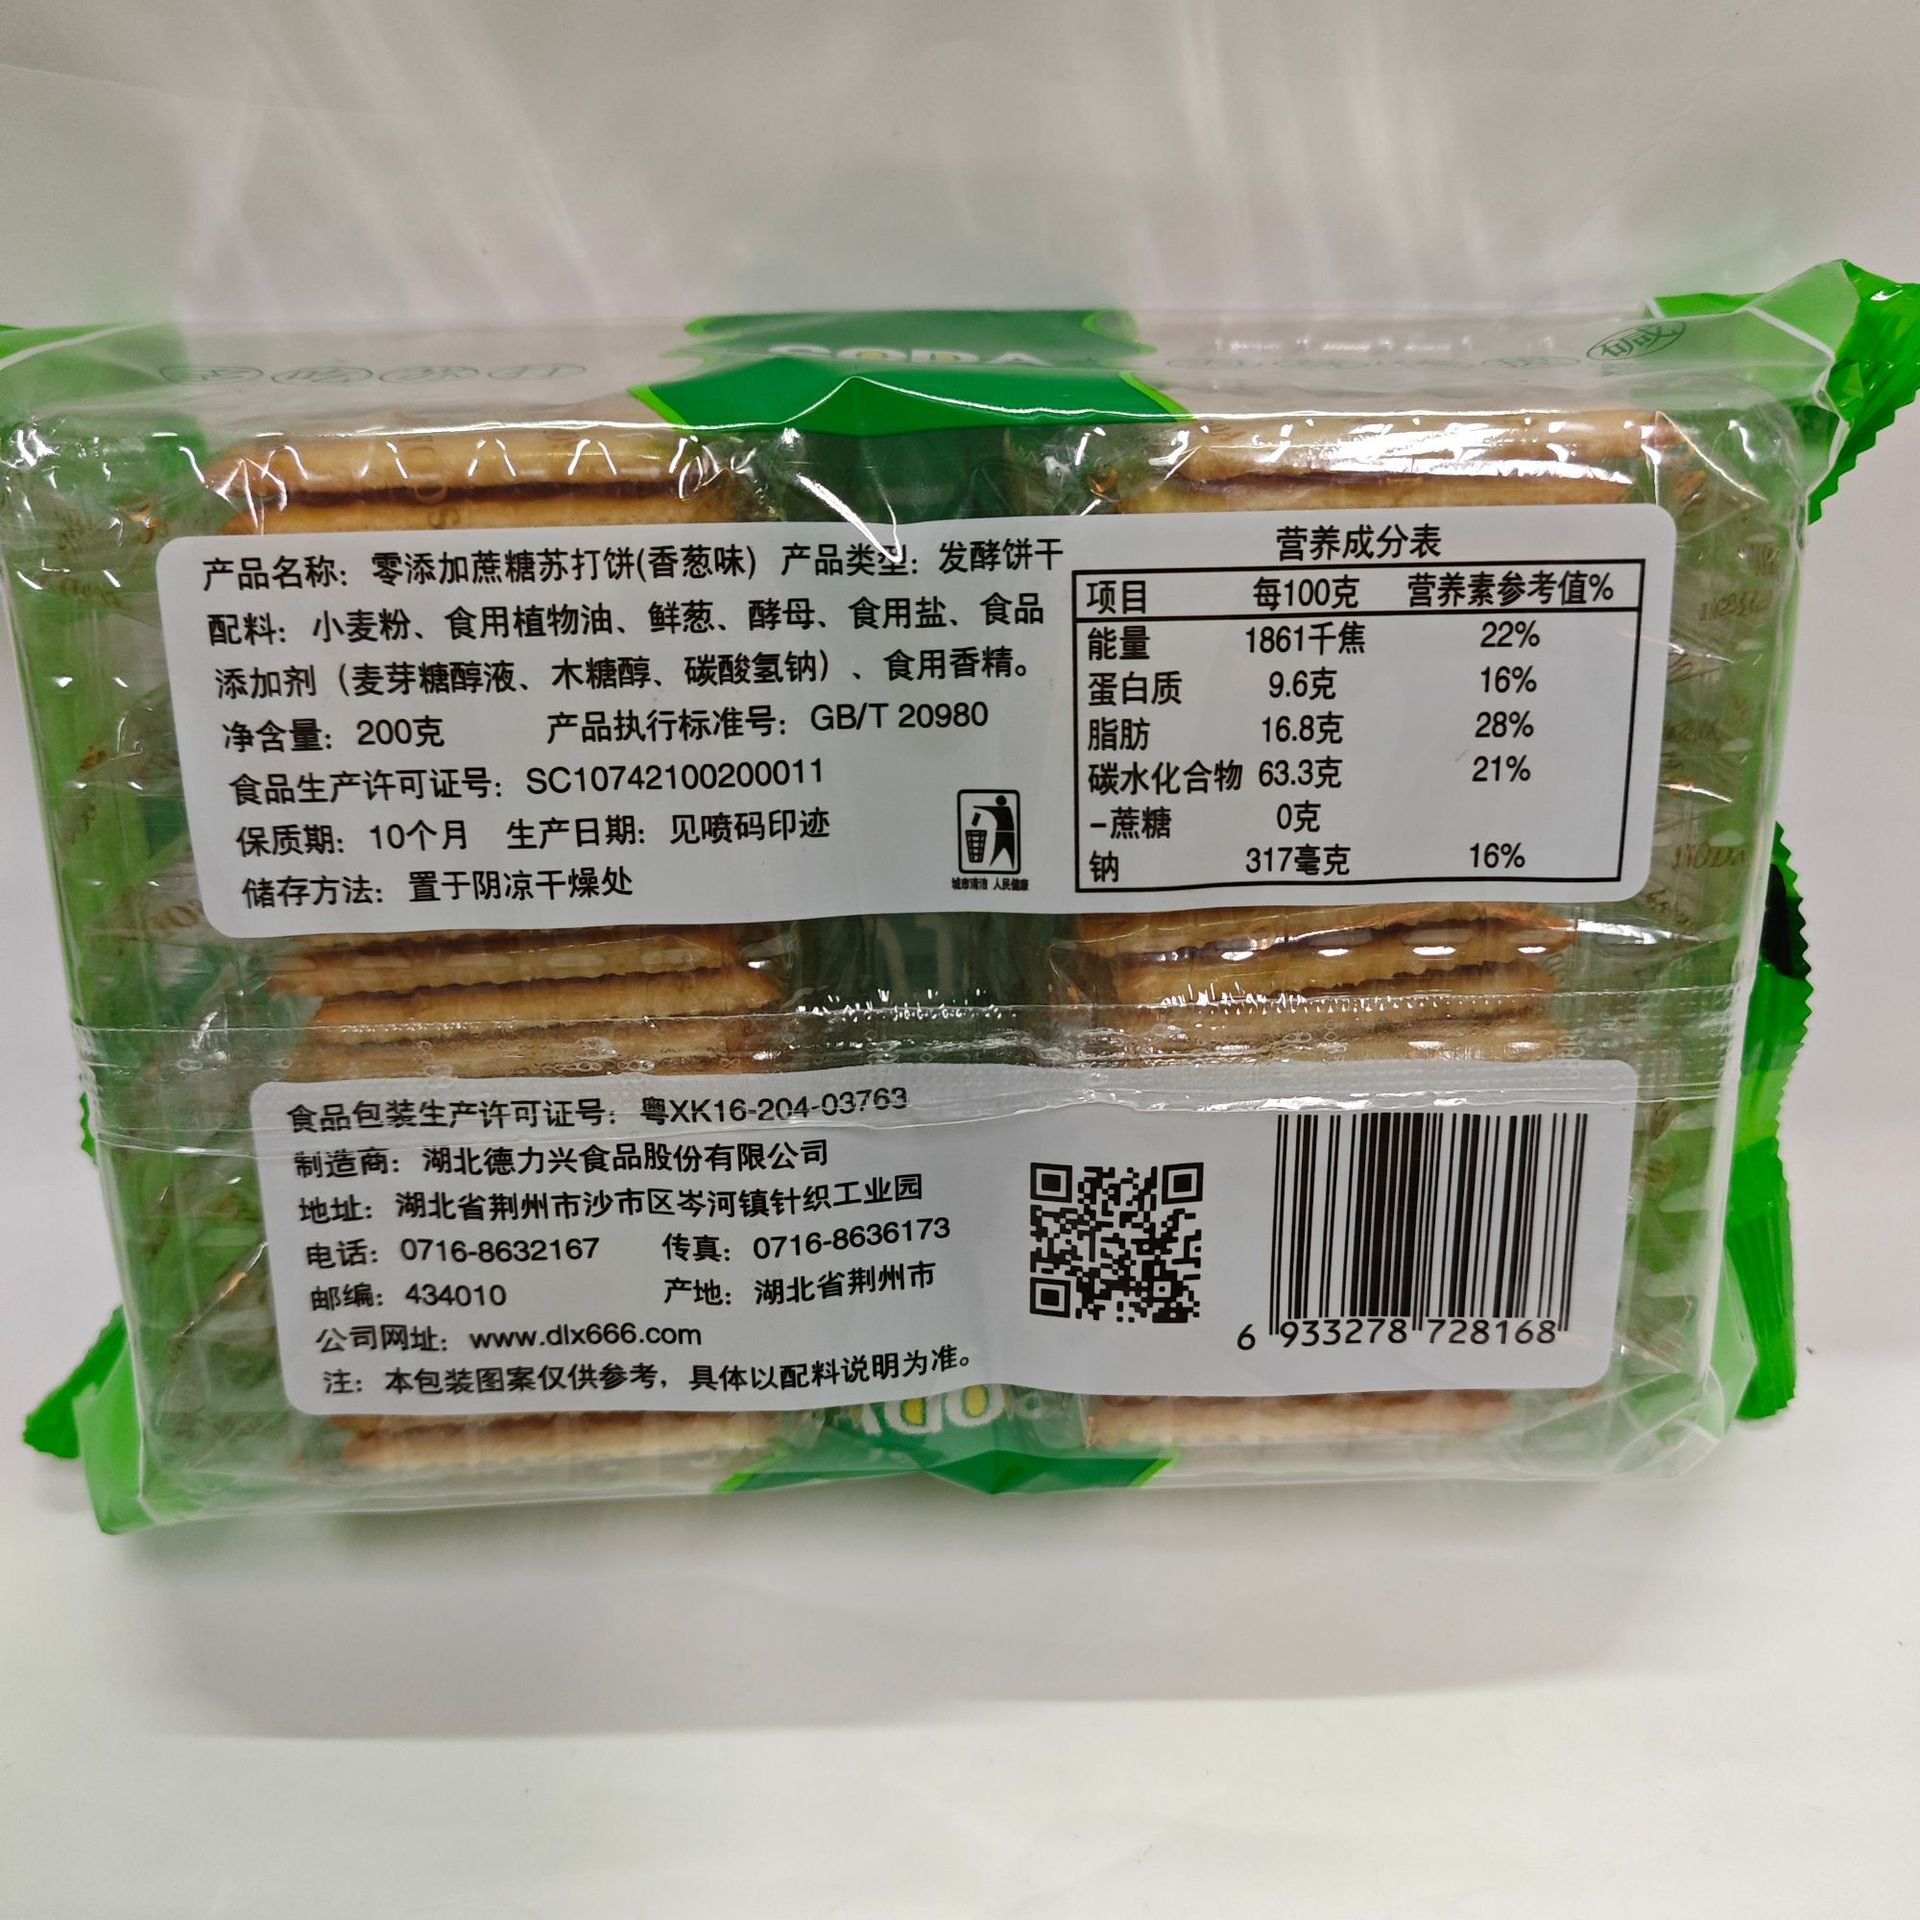 SODA
产品名称：零添加蔗糖苏打饼(香葱味) 产品类型：发酵饼干
配料：小麦粉、食用植物油、鲜葱、酵母、食用盐、食品
添加剂（麦芽糖醇液、木糖醇、碳酸氢钠）、食用香精。
净含量：200克 产品执行标准号：GB/T 20980
食品生产许可证号：SC10742100200011
保质期：10个月 生产日期：见喷码印迹
储存方法：置于阴凉干燥处
城市清洁 人民健康
营养成分表
项目 每100克 营养素参考值%
能量 1861千焦 22%
蛋白质 9.6克 16%
脂肪 16.8克 28%
碳水化合物 63.3克 21%
-蔗糖 0克
钠 317毫克 16%
食品包装生产许可证号：粤XK16-204-03763
制造商：湖北德力兴食品股份有限公司
地址：湖北省荆州市沙市区岑河镇针织工业园
电话：0716-8632167 传真：0716-8636173
邮编：434010 产地：湖北省荆州市
公司网址：www.dlx666.com
注：本包装图案仅供参考，具体以配料说明为准。
6 933278 728168